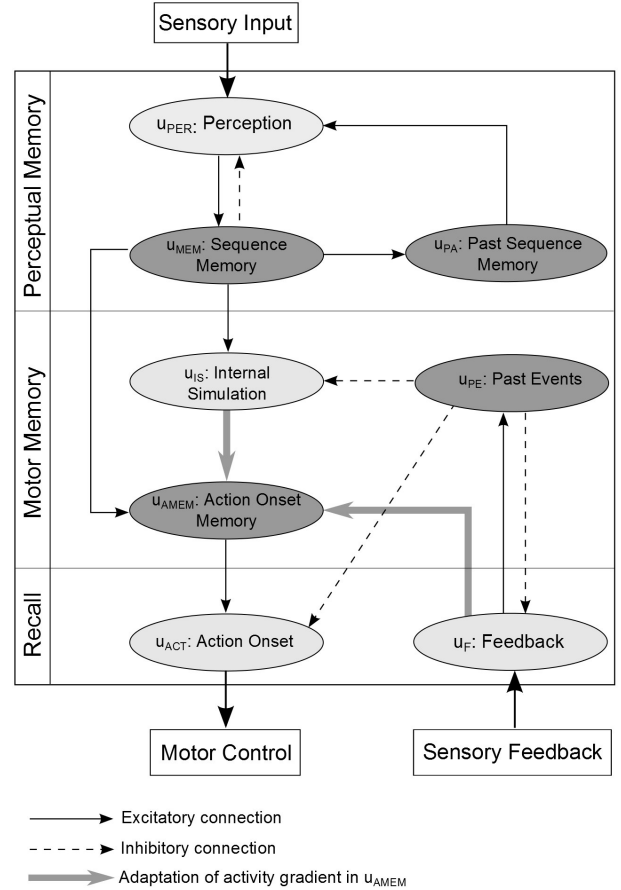 Sensory Input
Perceptual Memory
uPER: Perception
uMEM: Sequence
Memory
uPA: Past Sequence
Memory
Motor Memory
uIS: Internal
Simulation
uPE: Past Events
uAMEM: Action Onset
Memory
Recall
uACT: Action Onset
uF: Feedback
Motor Control
Sensory Feedback
Excitatory connection
Inhibitory connection
Adaptation of activity gradient in uAMEM